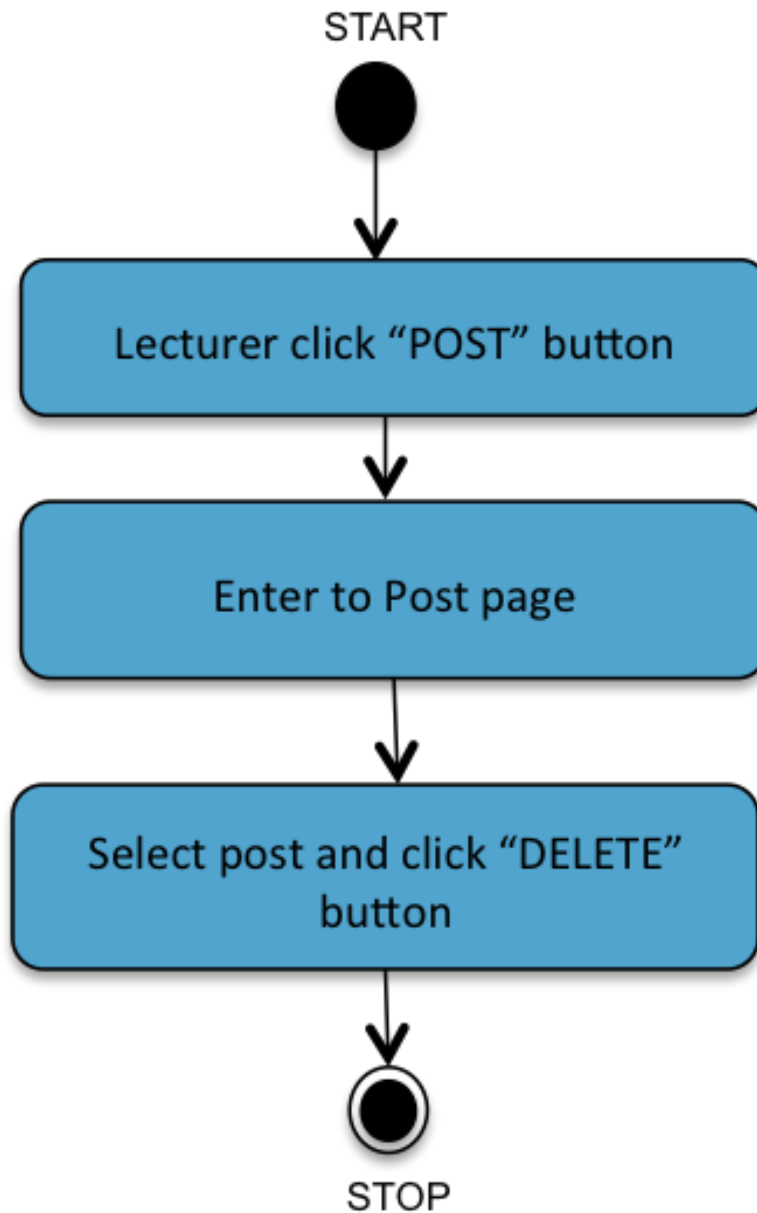 START
Lecturer click “POST” button
Enter to Post page
Select post and click “DELETE”
button
STOP